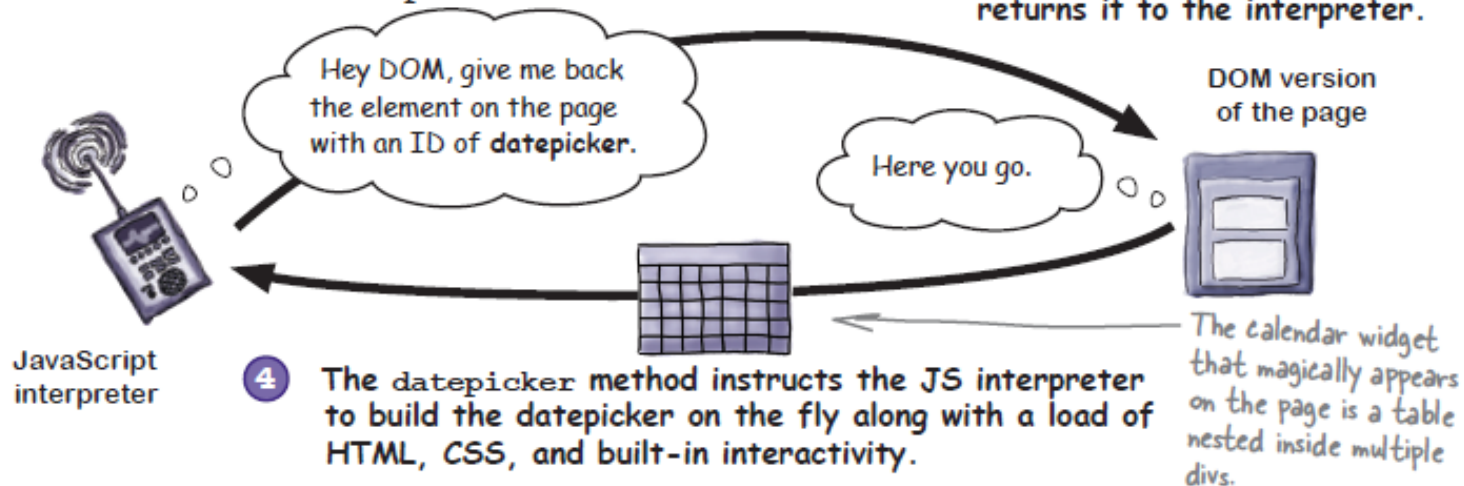 returns it to the interpreter.
Hey DOM, give me back
the element on the page
with an ID of datepicker.
DOM version
of the page
Here you go.
JavaScript
interpreter
4 The datepicker method instructs the JS interpreter
to build the datepicker on the fly along with a load of
HTML, CSS, and built-in interactivity.
The calendar widget
that magically appears
on the page is a table
nested inside multiple
divs.